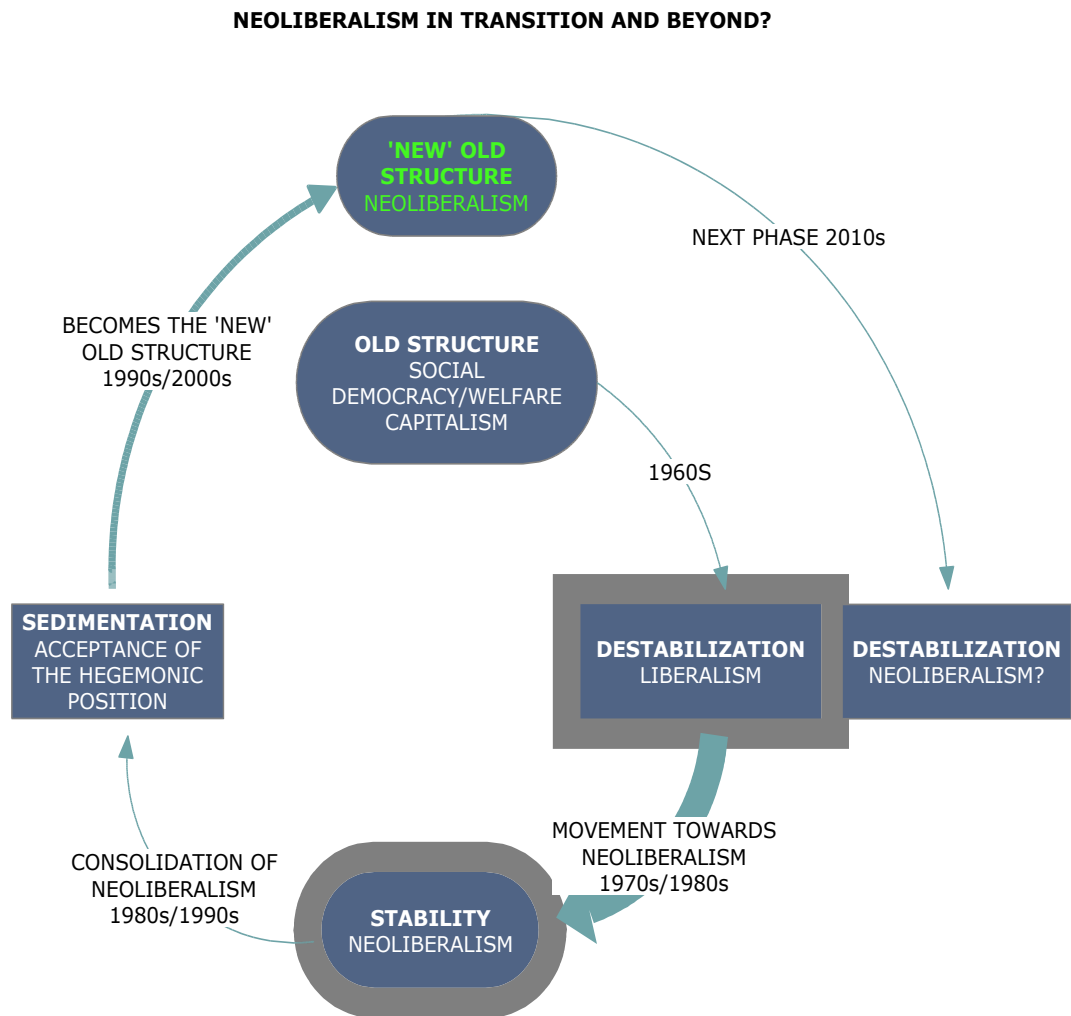 NEOLIBERALISM IN TRANSITION AND BEYOND?
'NEW' OLD
STRUCTURE
NEOLIBERALISM
NEXT PHASE 2010s
BECOMES THE 'NEW'
OLD STRUCTURE
1990s/2000s
OLD STRUCTURE
SOCIAL
DEMOCRACY/WELFARE
CAPITALISM
1960S
SEDIMENTATION
ACCEPTANCE OF
THE HEGEMONIC
POSITION
DESTABILIZATION
LIBERALISM
DESTABILIZATION
NEOLIBERALISM?
MOVEMENT TOWARDS
NEOLIBERALISM
1970s/1980s
CONSOLIDATION OF
NEOLIBERALISM
1980s/1990s
STABILITY
NEOLIBERALISM